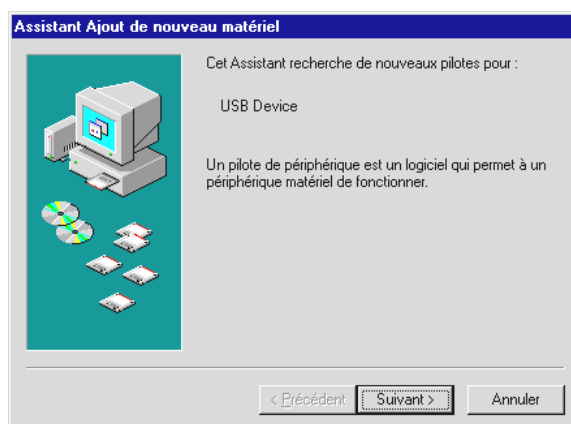 Assistant Ajout de nouveau matériel
Cet Assistant recherche de nouveaux pilotes pour :
USB Device
Un pilote de périphérique est un logiciel qui permet à un
périphérique matériel de fonctionner.
< Précédent
Suivant >
Annuler